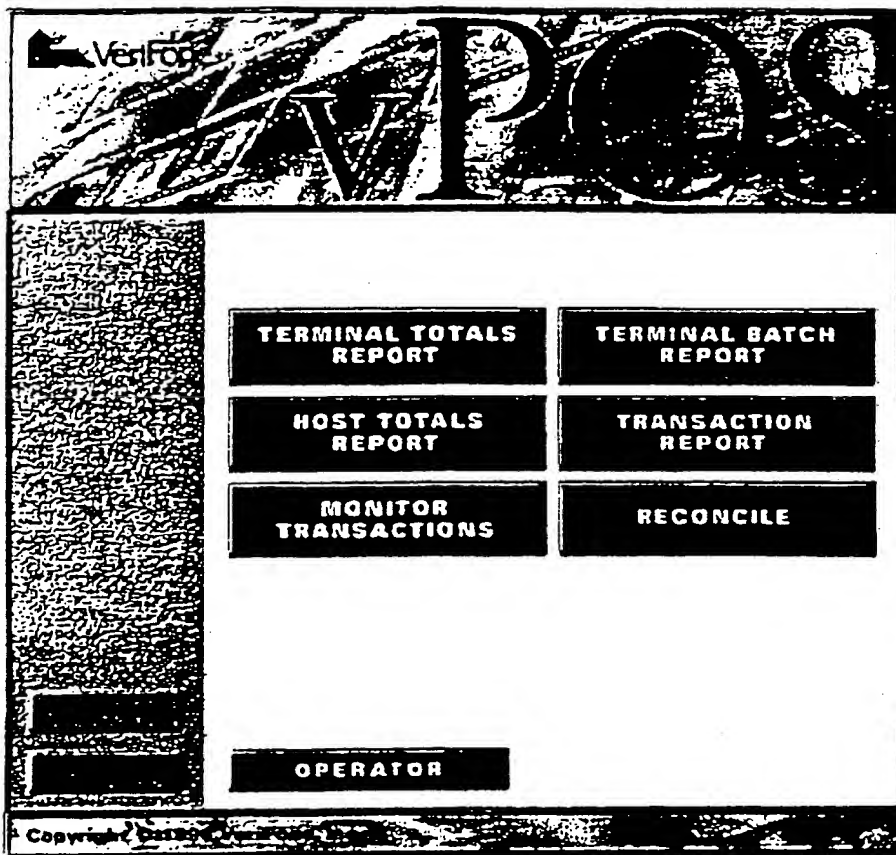 VeriFone
vPOS
TERMINAL TOTALS
REPORT
TERMINAL BATCH
REPORT
HOST TOTALS
REPORT
TRANSACTION
REPORT
MONITOR
TRANSACTIONS
RECONCILE
OPERATOR
Copyright